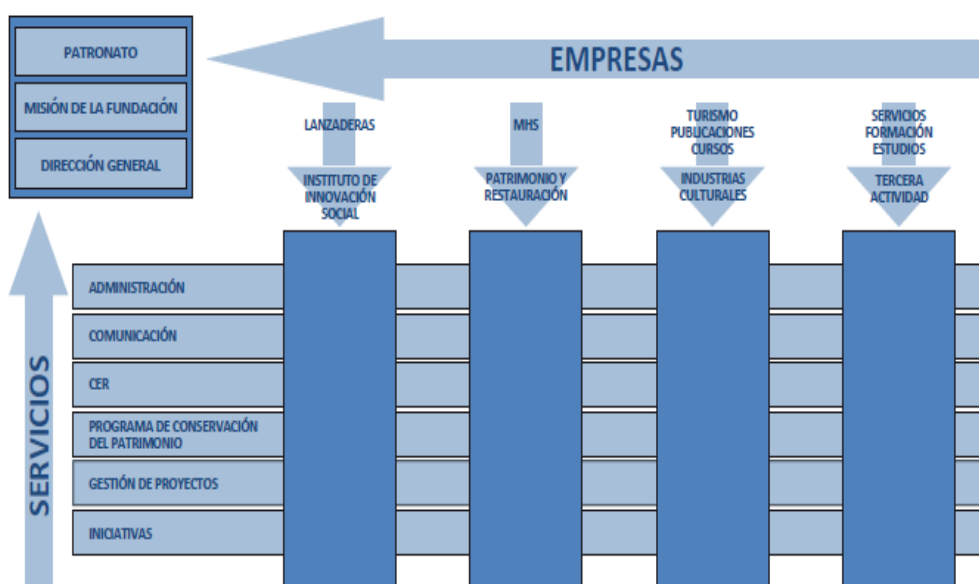 PATRONATO
MISIÓN DE LA FUNDACIÓN
DIRECCIÓN GENERAL
EMPRESAS
LANZADERAS
MHS
TURISMO
PUBLICACIONES
CURSOS
SERVICIOS
FORMACIÓN
ESTUDIOS
INSTITUTO DE
INNOVACIÓN
SOCIAL
PATRIMONIO Y
RESTAURACIÓN
INDUSTRIAS
CULTURALES
TERCERA
ACTIVIDAD
SERVICIOS
ADMINISTRACIÓN
COMUNICACIÓN
CER
PROGRAMA DE CONSERVACIÓN
DEL PATRIMONIO
GESTIÓN DE PROYECTOS
INICIATIVAS